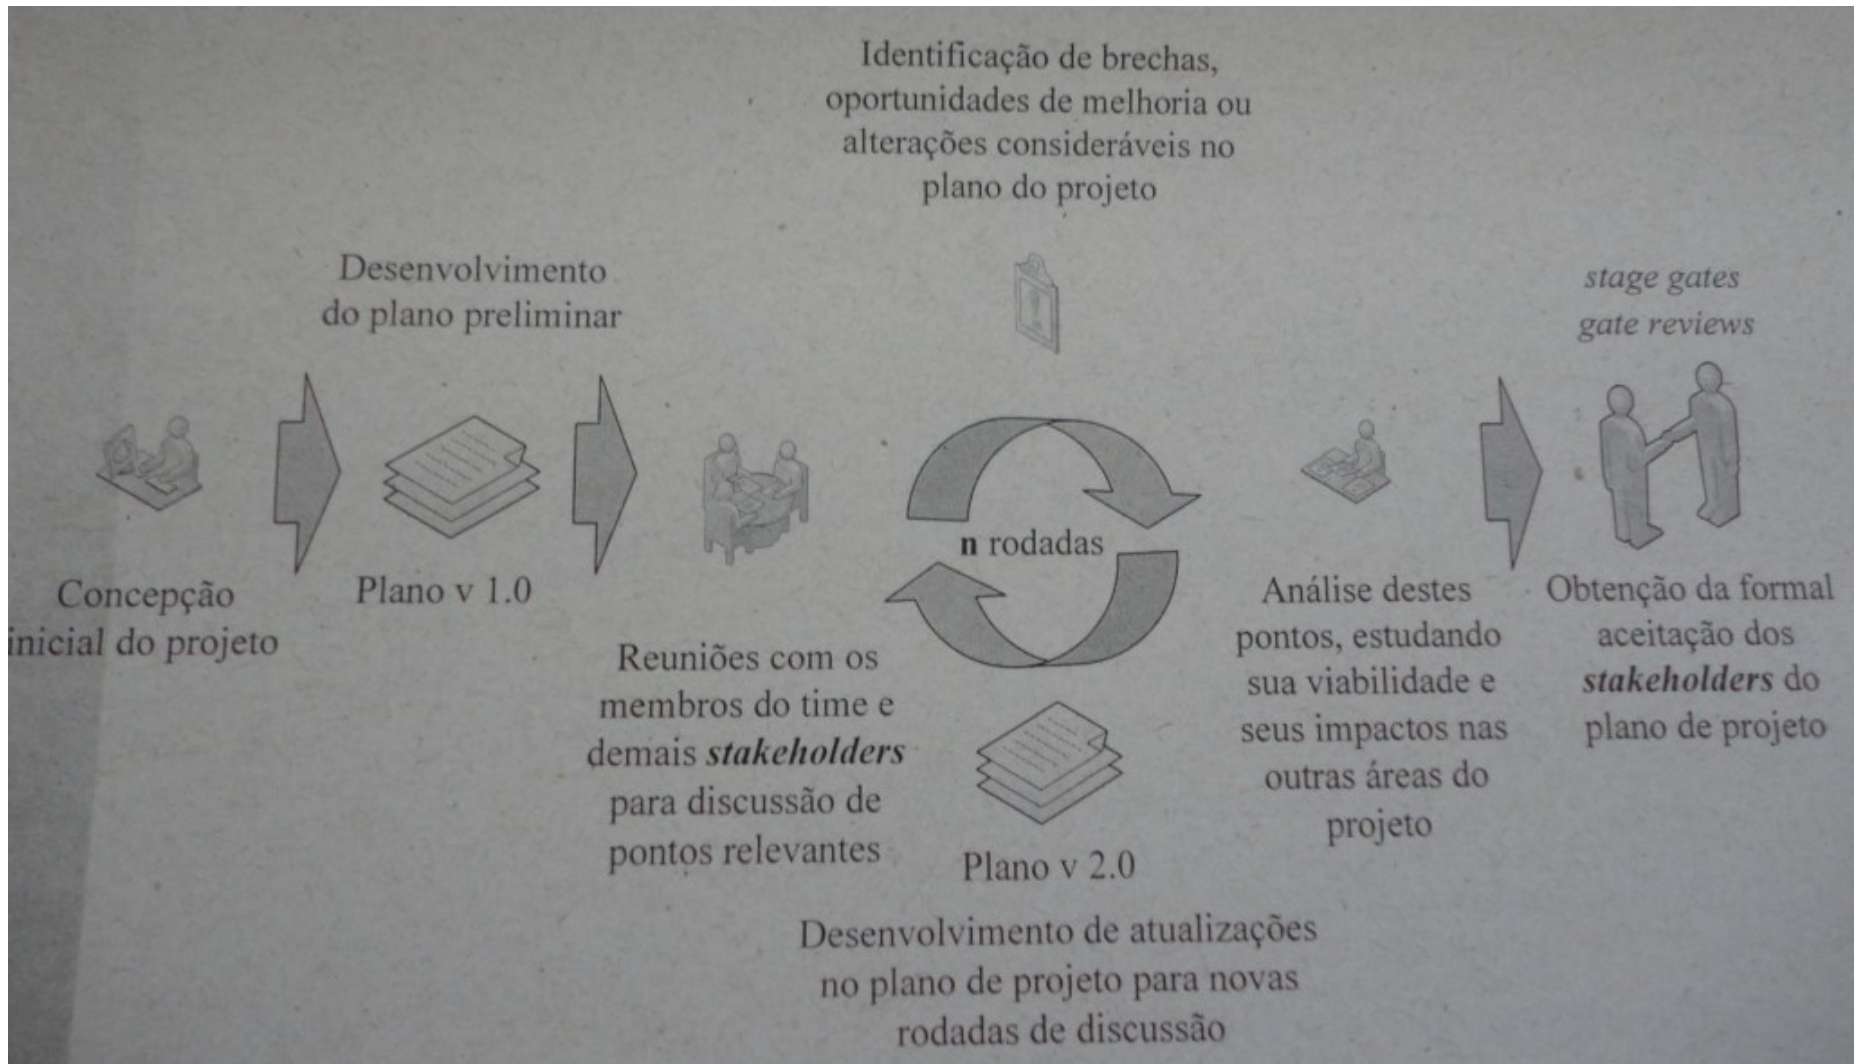 Concepção
inicial do projeto
Desenvolvimento
do plano preliminar
Plano v 1.0
Reuniões com os
membros do time e
demais stakeholders
para discussão de
pontos relevantes
Identificação de brechas,
oportunidades de melhoria ou
alterações consideráveis no
plano do projeto
n rodadas
Plano v 2.0
Desenvolvimento de atualizações
no plano de projeto para novas
rodadas de discussão
Análise destes
pontos, estudando
sua viabilidade e
seus impactos nas
outras áreas do
projeto
stage gates
gate reviews
Obtenção da formal
aceitação dos
stakeholders do
plano de projeto